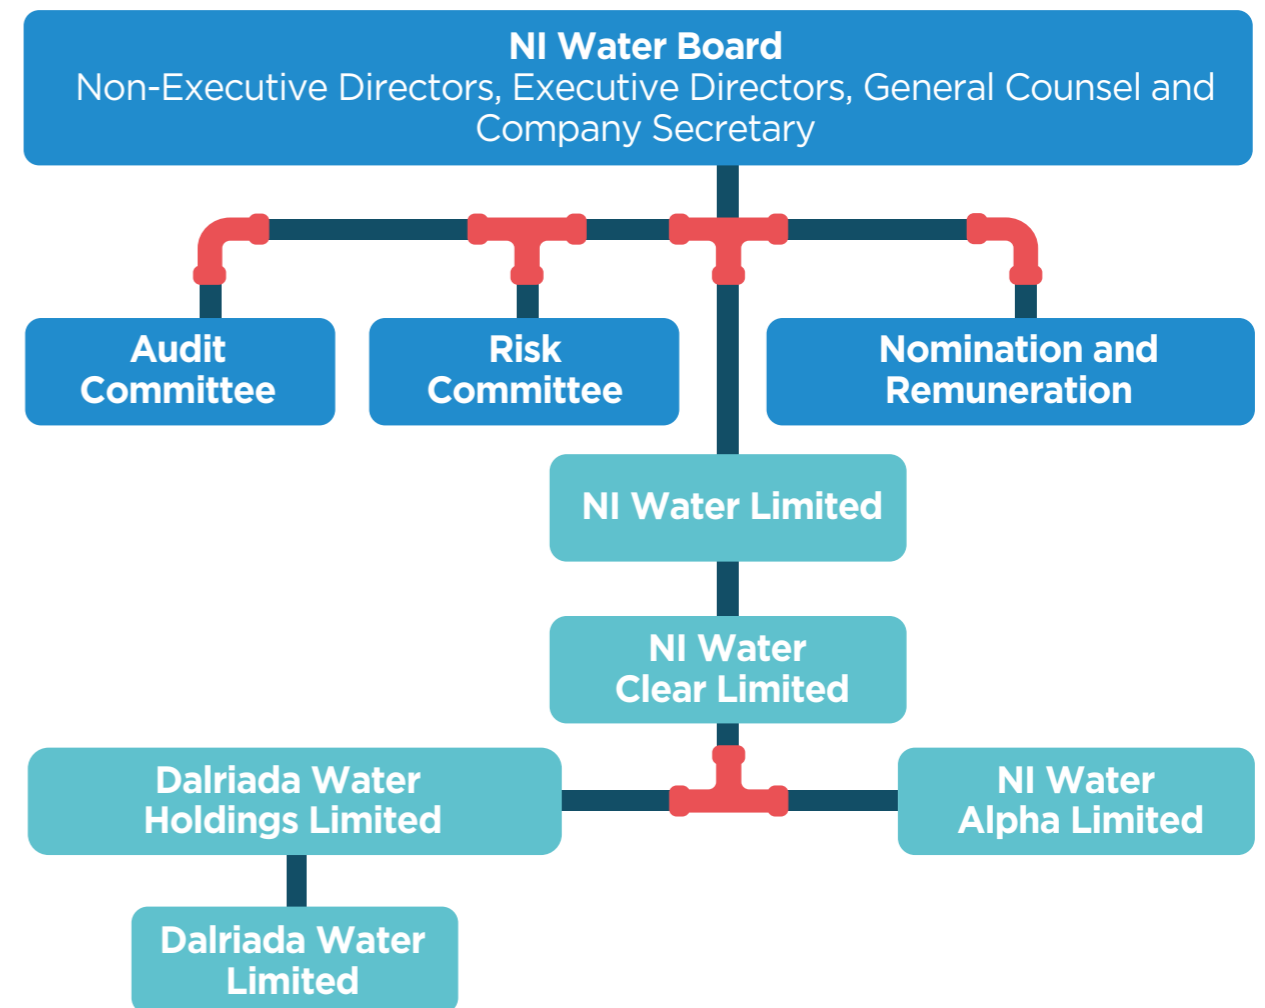 NI Water Board
Non-Executive Directors, Executive Directors, General Counsel and
Company Secretary
Audit
Committee
Risk
Committee
Nomination and
Remuneration
NI Water Limited
NI Water
Clear Limited
Dalriada Water
Holdings Limited
NI Water
Alpha Limited
Dalriada Water
Limited